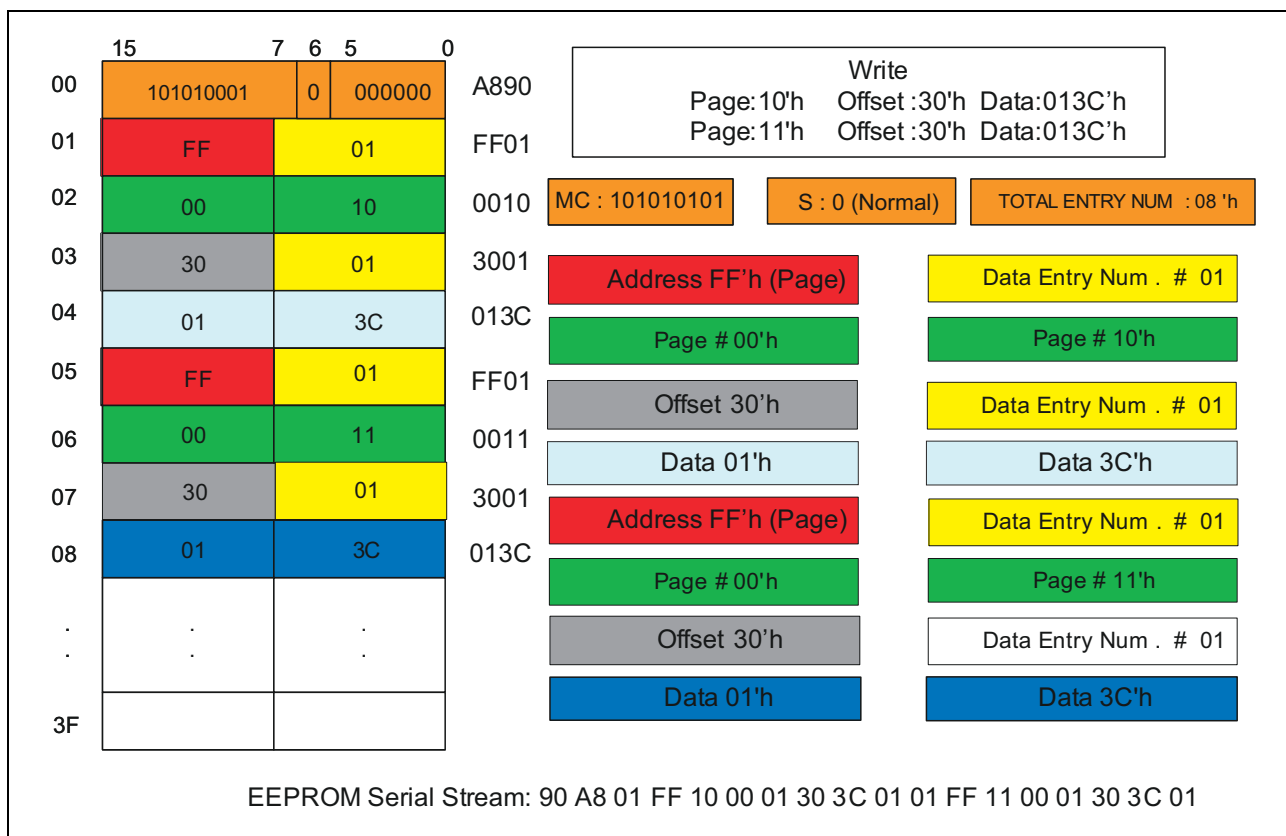 15 7 6 5 0
00 101010001 0 000000 A890
01 FF 01 FF01
02 00 10 0010
03 30 01 3001
04 01 3C 013C
05 FF 01 FF01
06 00 11 0011
07 30 01 3001
08 01 3C 013C
. . .
. . .
3F
Write
Page:10'h Offset :30'h Data:013C’h
Page:11'h Offset :30'h Data:013C’h
MC : 101010101 S : 0 (Normal) TOTAL ENTRY NUM : 08 'h
Address FF’h (Page) Data Entry Num . # 01
Page # 00'h Page # 10'h
Offset 30’h Data Entry Num . # 01
Data 01'h Data 3C'h
Address FF’h (Page) Data Entry Num . # 01
Page # 00'h Page # 11'h
Offset 30’h Data Entry Num . # 01
Data 01'h Data 3C'h
EEPROM Serial Stream: 90 A8 01 FF 10 00 01 30 3C 01 01 FF 11 00 01 30 3C 01